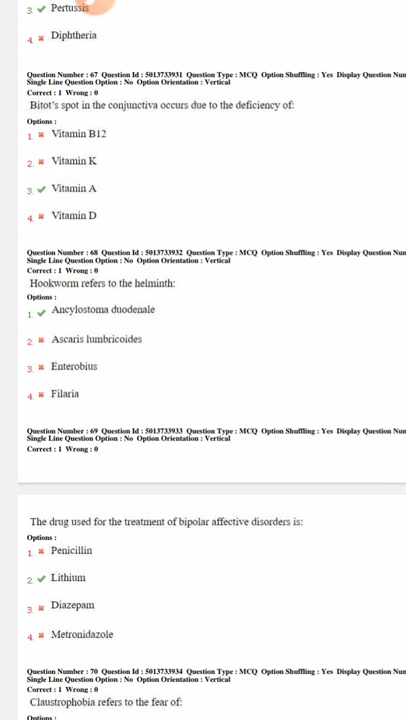 3. Pertussis
4. Diphtheria
Question Number : 67 Question Id : 5013733931 Question Type : MCQ Option Shuffling : Yes Display Question Num
Single Line Question Option : No Option Orientation : Vertical
Correct : 1 Wrong : 0
Bitot's spot in the conjunctiva occurs due to the deficiency of:
Options :
1. Vitamin B12
2. Vitamin K
3. Vitamin A
4. Vitamin D
Question Number : 68 Question Id : 5013733932 Question Type : MCQ Option Shuffling : Yes Display Question Num
Single Line Question Option : No Option Orientation : Vertical
Correct : 1 Wrong : 0
Hookworm refers to the helminth:
Options :
1. Ancylostoma duodenale
2. Ascaris lumbricoides
3. Enterobius
4. Filaria
Question Number : 69 Question Id : 5013733933 Question Type : MCQ Option Shuffling : Yes Display Question Num
Single Line Question Option : No Option Orientation : Vertical
Correct : 1 Wrong : 0
The drug used for the treatment of bipolar affective disorders is:
Options :
1. Penicillin
2. Lithium
3. Diazepam
4. Metronidazole
Question Number : 70 Question Id : 5013733934 Question Type : MCQ Option Shuffling : Yes Display Question Num
Single Line Question Option : No Option Orientation : Vertical
Correct : 1 Wrong : 0
Claustrophobia refers to the fear of:
Options :